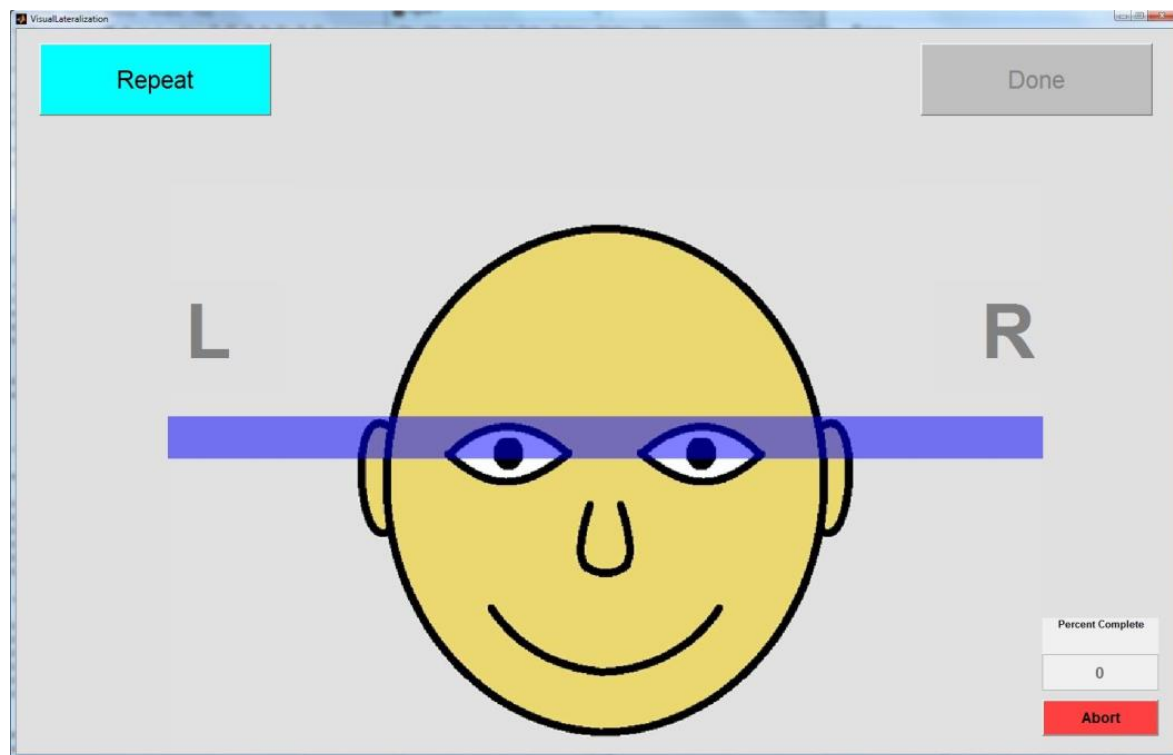 VisualLateralization
Repeat
Done
L
R
Percent Complete
0
Abort